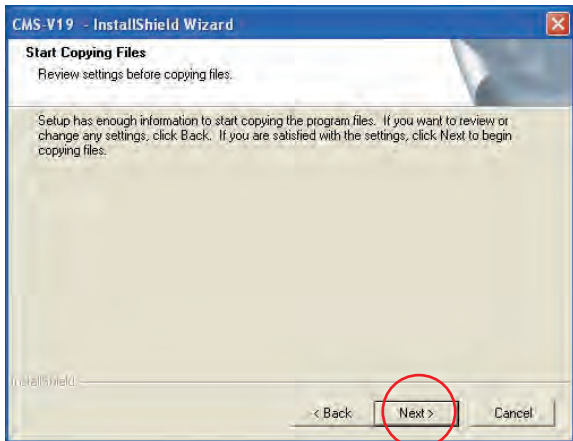 CMS-V19 - InstallShield Wizard
Start Copying Files
Review settings before copying files.
Setup has enough information to start copying the program files. If you want to review or
change any settings, click Back. If you are satisfied with the settings, click Next to begin
copying files.
InstallShield
< Back Next > Cancel